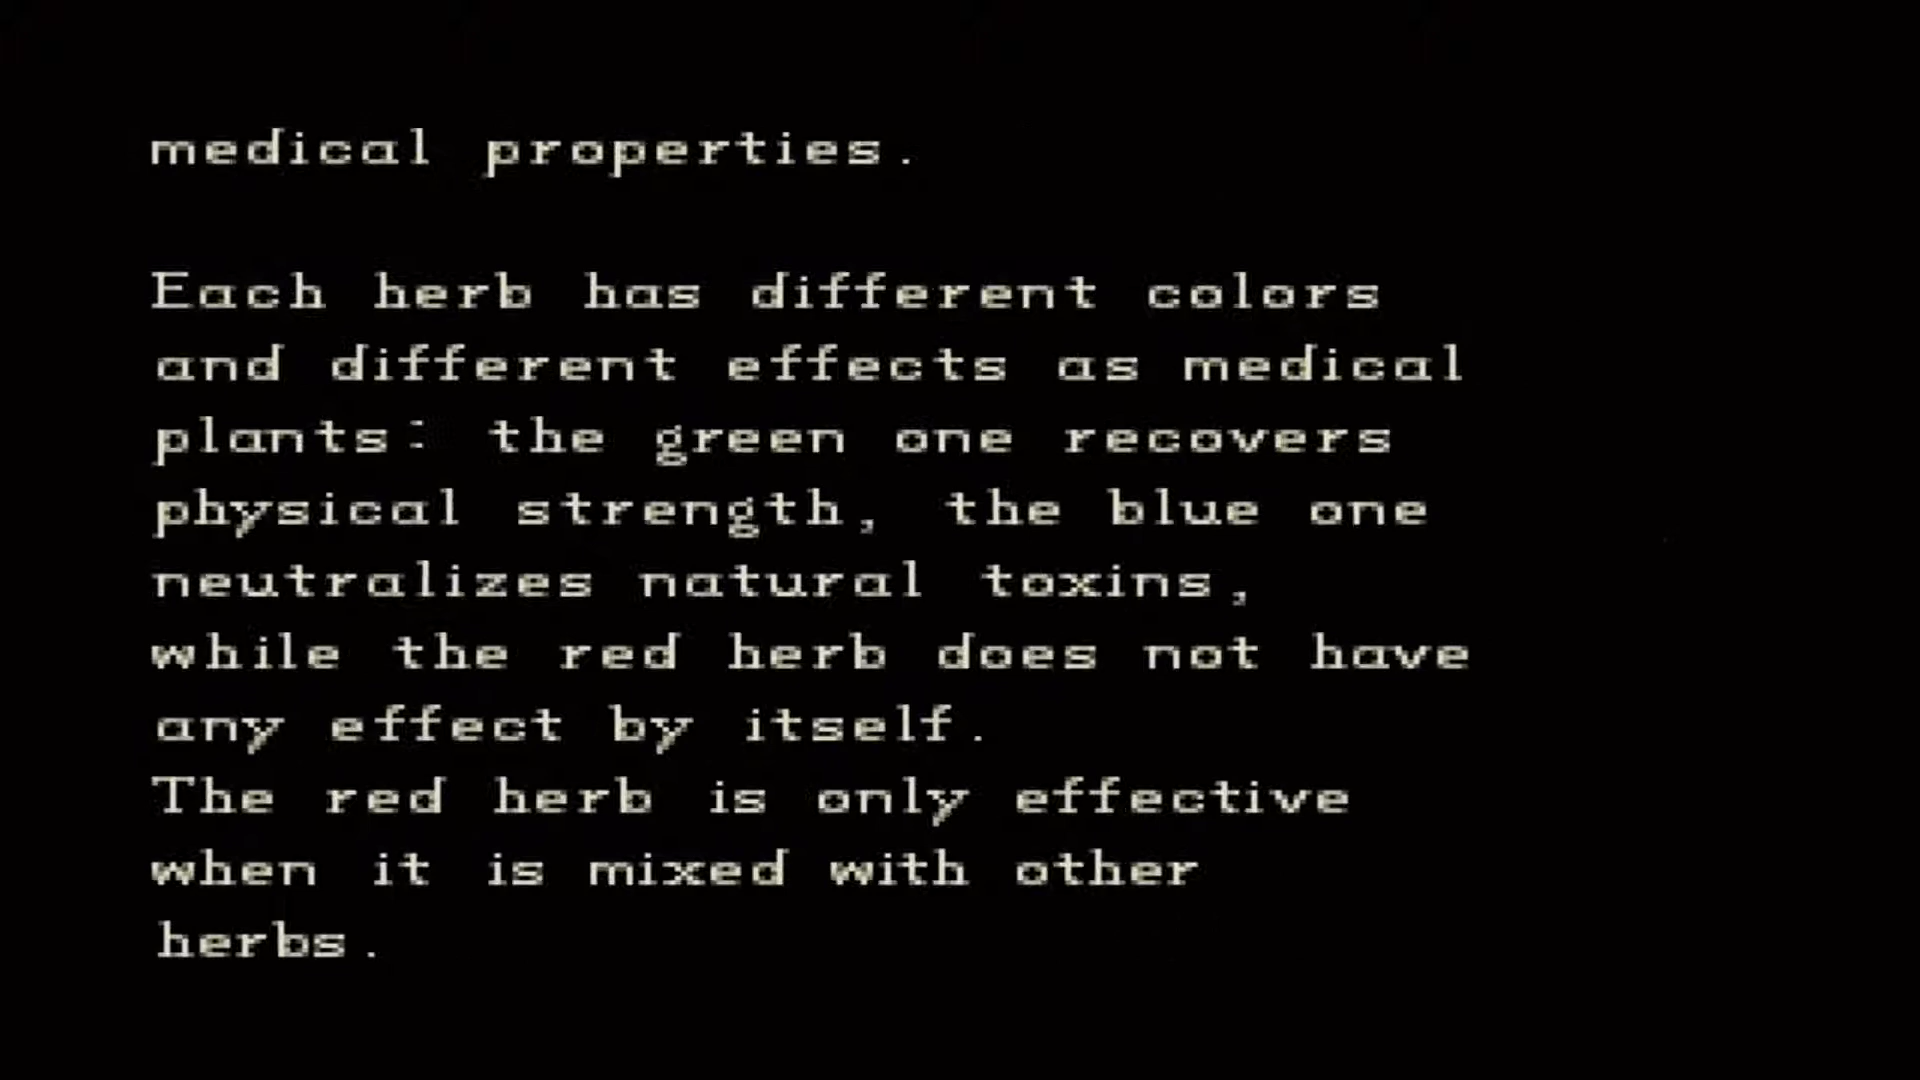 medical properties.
Each herb has different colors
and different effects as medical
plants: the green one recovers
physical strength, the blue one
neutralizes natural toxins,
while the red herb does not have
any effect by itself.
The red herb is only effective
when it is mixed with other
herbs.